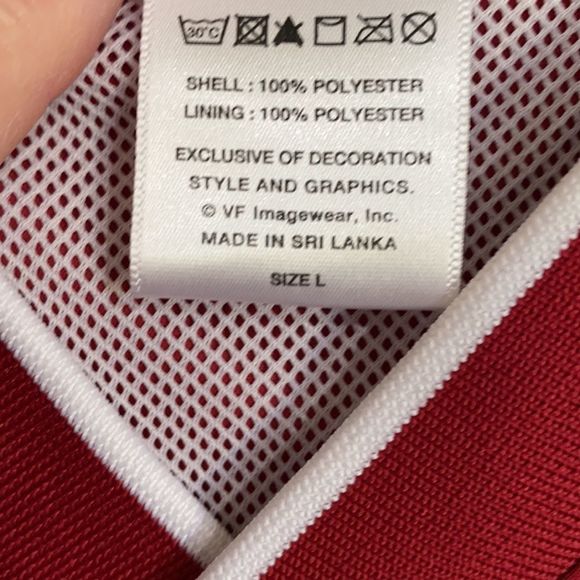 30°C
SHELL : 100% POLYESTER
LINING : 100% POLYESTER
EXCLUSIVE OF DECORATION
STYLE AND GRAPHICS.
© VF Imagewear, Inc.
MADE IN SRI LANKA
SIZE L